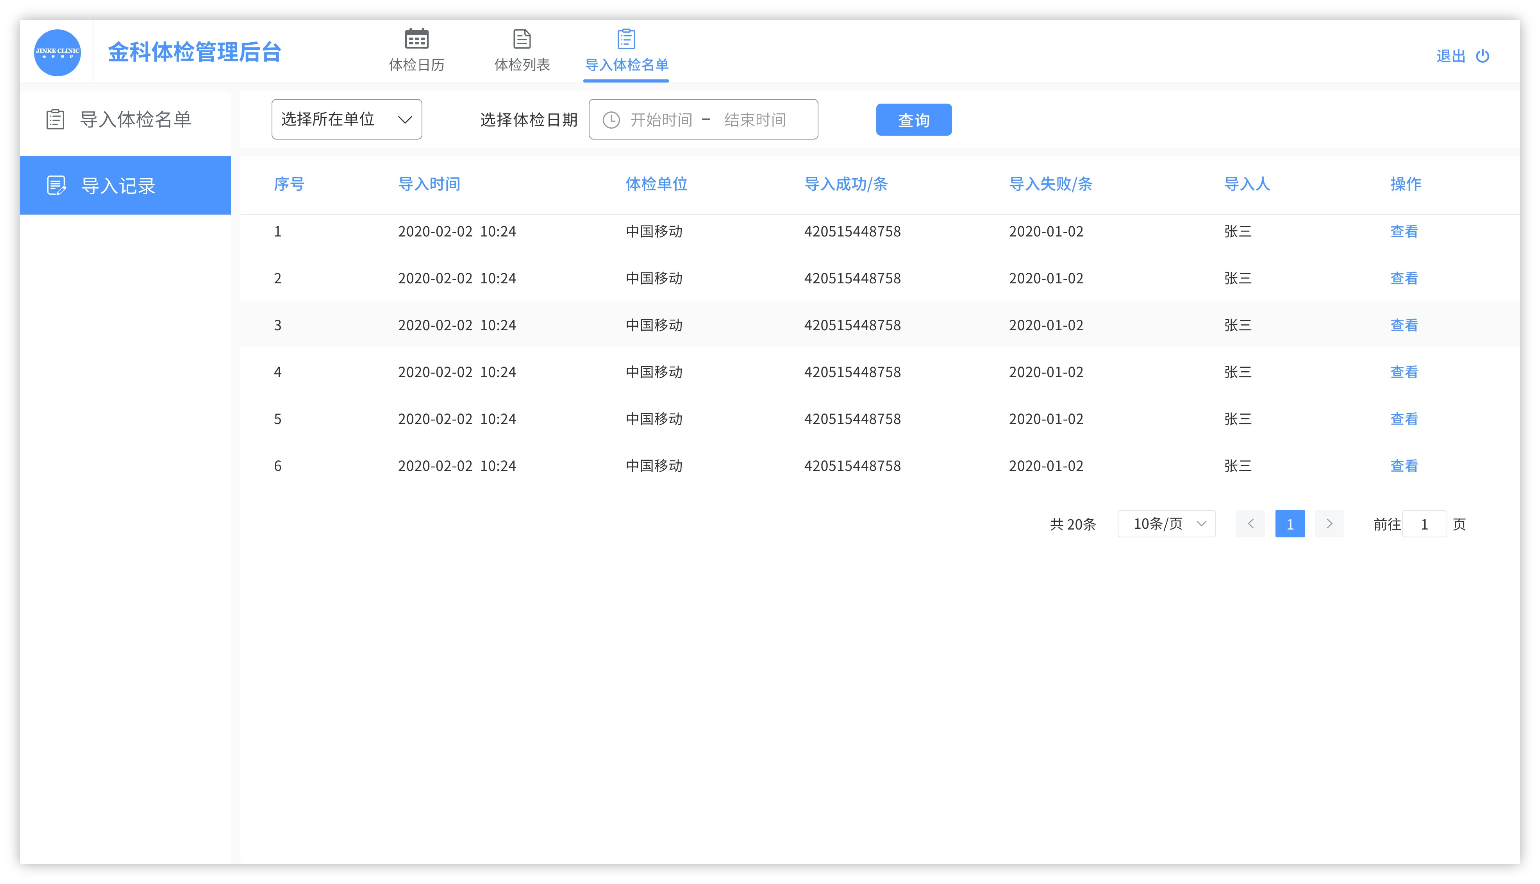 JINKE CLINIC
金科体检管理后台
体检日历
体检列表
导入体检名单
退出
导入体检名单
导入记录
选择所在单位
选择体检日期 开始时间 – 结束时间
查询
序号 导入时间 体检单位 导入成功/条 导入失败/条 导入人 操作
1 2020-02-02 10:24 中国移动 420515448758 2020-01-02 张三 查看
2 2020-02-02 10:24 中国移动 420515448758 2020-01-02 张三 查看
3 2020-02-02 10:24 中国移动 420515448758 2020-01-02 张三 查看
4 2020-02-02 10:24 中国移动 420515448758 2020-01-02 张三 查看
5 2020-02-02 10:24 中国移动 420515448758 2020-01-02 张三 查看
6 2020-02-02 10:24 中国移动 420515448758 2020-01-02 张三 查看
共 20条 10条/页 1 前往 1 页